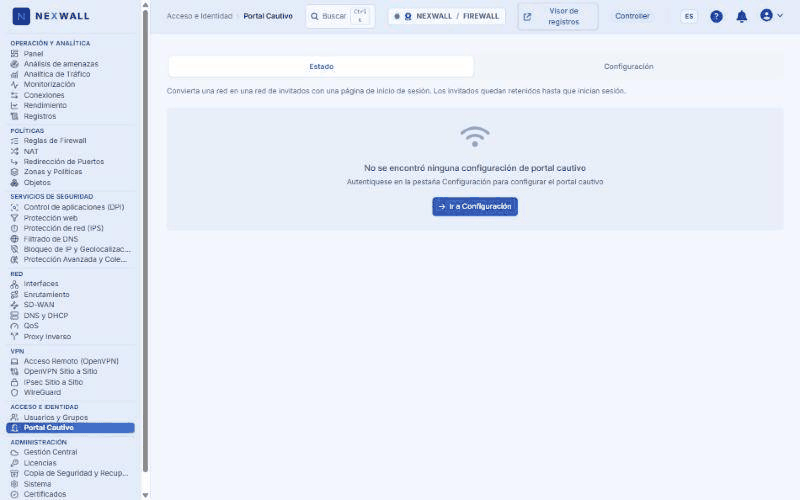 NEXWALL
OPERACIÓN Y ANALÍTICA
Panel
Análisis de amenazas
Analítica de Tráfico
Monitorización
Conexiones
Rendimiento
Registros
POLÍTICAS
Reglas de Firewall
NAT
Redirección de Puertos
Zonas y Políticas
Objetos
SERVICIOS DE SEGURIDAD
Control de aplicaciones (DPI)
Protección web
Protección de red (IPS)
Filtrado de DNS
Bloqueo de IP y Geolocalizac...
Protección Avanzada y Cole...
RED
Interfaces
Enrutamiento
SD-WAN
DNS y DHCP
QoS
Proxy Inverso
VPN
Acceso Remoto (OpenVPN)
OpenVPN Sitio a Sitio
IPsec Sitio a Sitio
WireGuard
ACCESO E IDENTIDAD
Usuarios y Grupos
Portal Cautivo
ADMINISTRACIÓN
Gestión Central
Licencias
Copia de Seguridad y Recup...
Sistema
Certificados
Acceso e Identidad Portal Cautivo
Buscar Ctrl K
NEXWALL / FIREWALL
Visor de registros
Controller
ES
Estado
Configuración
Convierta una red en una red de invitados con una página de inicio de sesión. Los invitados quedan retenidos hasta que inician sesión.
No se encontró ninguna configuración de portal cautivo
Autentíquese en la pestaña Configuración para configurar el portal cautivo
→ Ir a Configuración